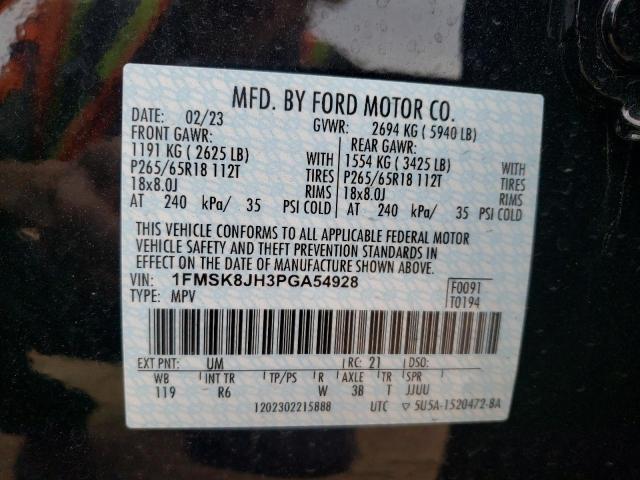 MFD. BY FORD MOTOR CO.
DATE: 02/23 GVWR: 2694 KG ( 5940 LB)
FRONT GAWR: REAR GAWR:
1191 KG ( 2625 LB) WITH 1554 KG ( 3425 LB) WITH
P265/65R18 112T TIRES P265/65R18 112T TIRES
18x8.0J RIMS 18x8.0J RIMS
AT 240 kPa/ 35 PSI COLD AT 240 kPa/ 35 PSI COLD
THIS VEHICLE CONFORMS TO ALL APPLICABLE FEDERAL MOTOR
VEHICLE SAFETY AND THEFT PREVENTION STANDARDS IN
EFFECT ON THE DATE OF MANUFACTURE SHOWN ABOVE.
VIN: 1FMSK8JH3PGA54928 F0091
TYPE: MPV T0194
EXT PNT: UM RC: 21 DSO:
WB INT TR TP/PS R AXLE TR SPR
119 R6 W 3B T JJUU
1202302215888 UTC 5U5A-1520472-BA